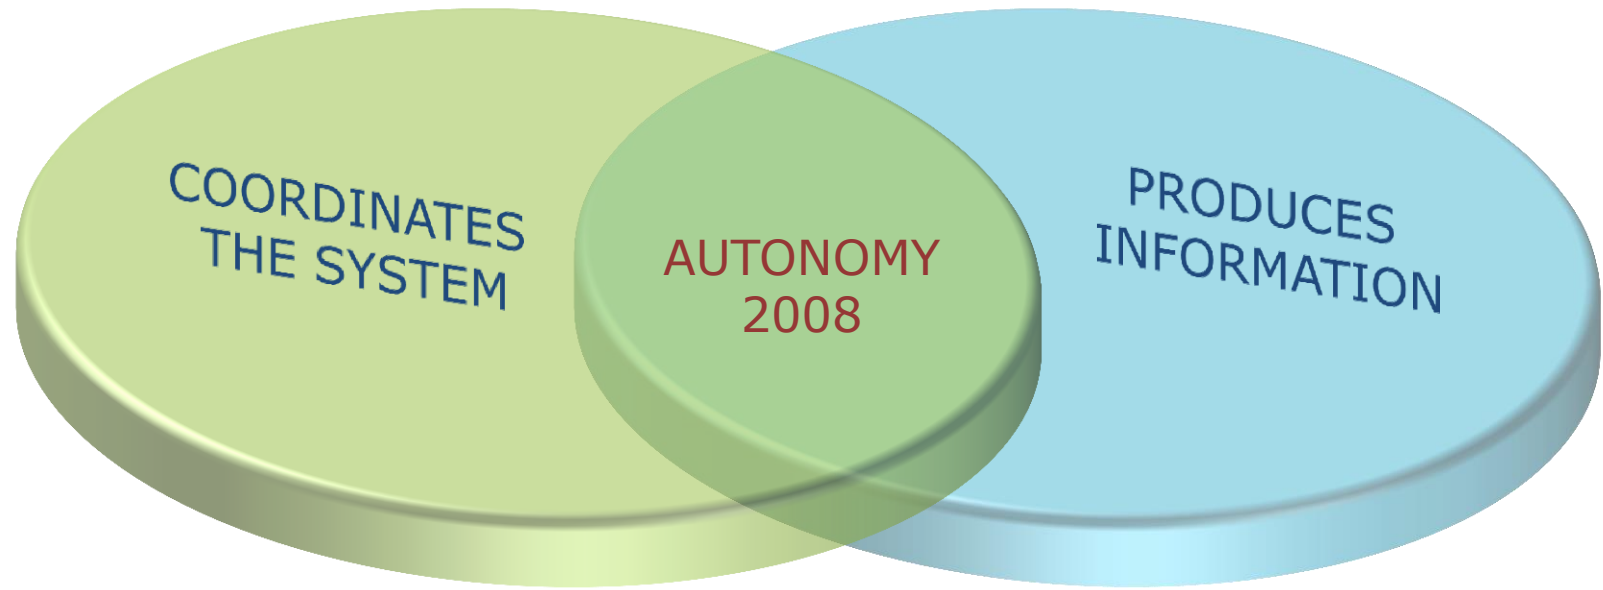 COORDINATES
THE SYSTEM
AUTONOMY
2008
PRODUCES
INFORMATION